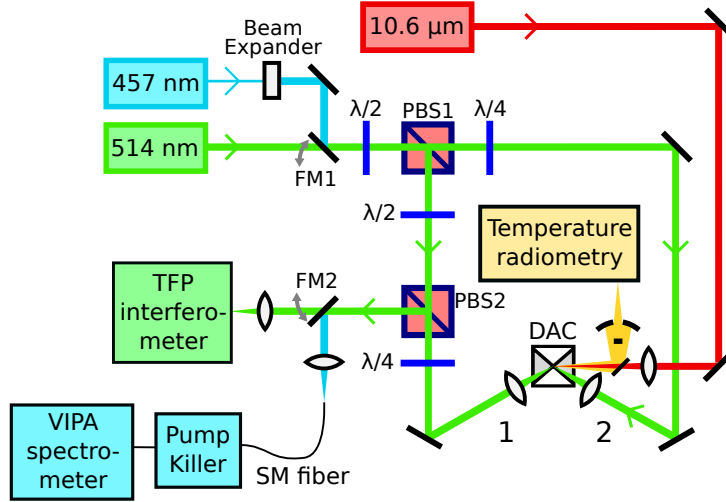 10.6 µm
Beam
Expander
457 nm
514 nm
FM1
λ/2
PBS1
λ/4
λ/2
Temperature
radiometry
TFP
interfero-
meter
FM2
PBS2
DAC
λ/4
1
2
VIPA
spectro-
meter
Pump
Killer
SM fiber